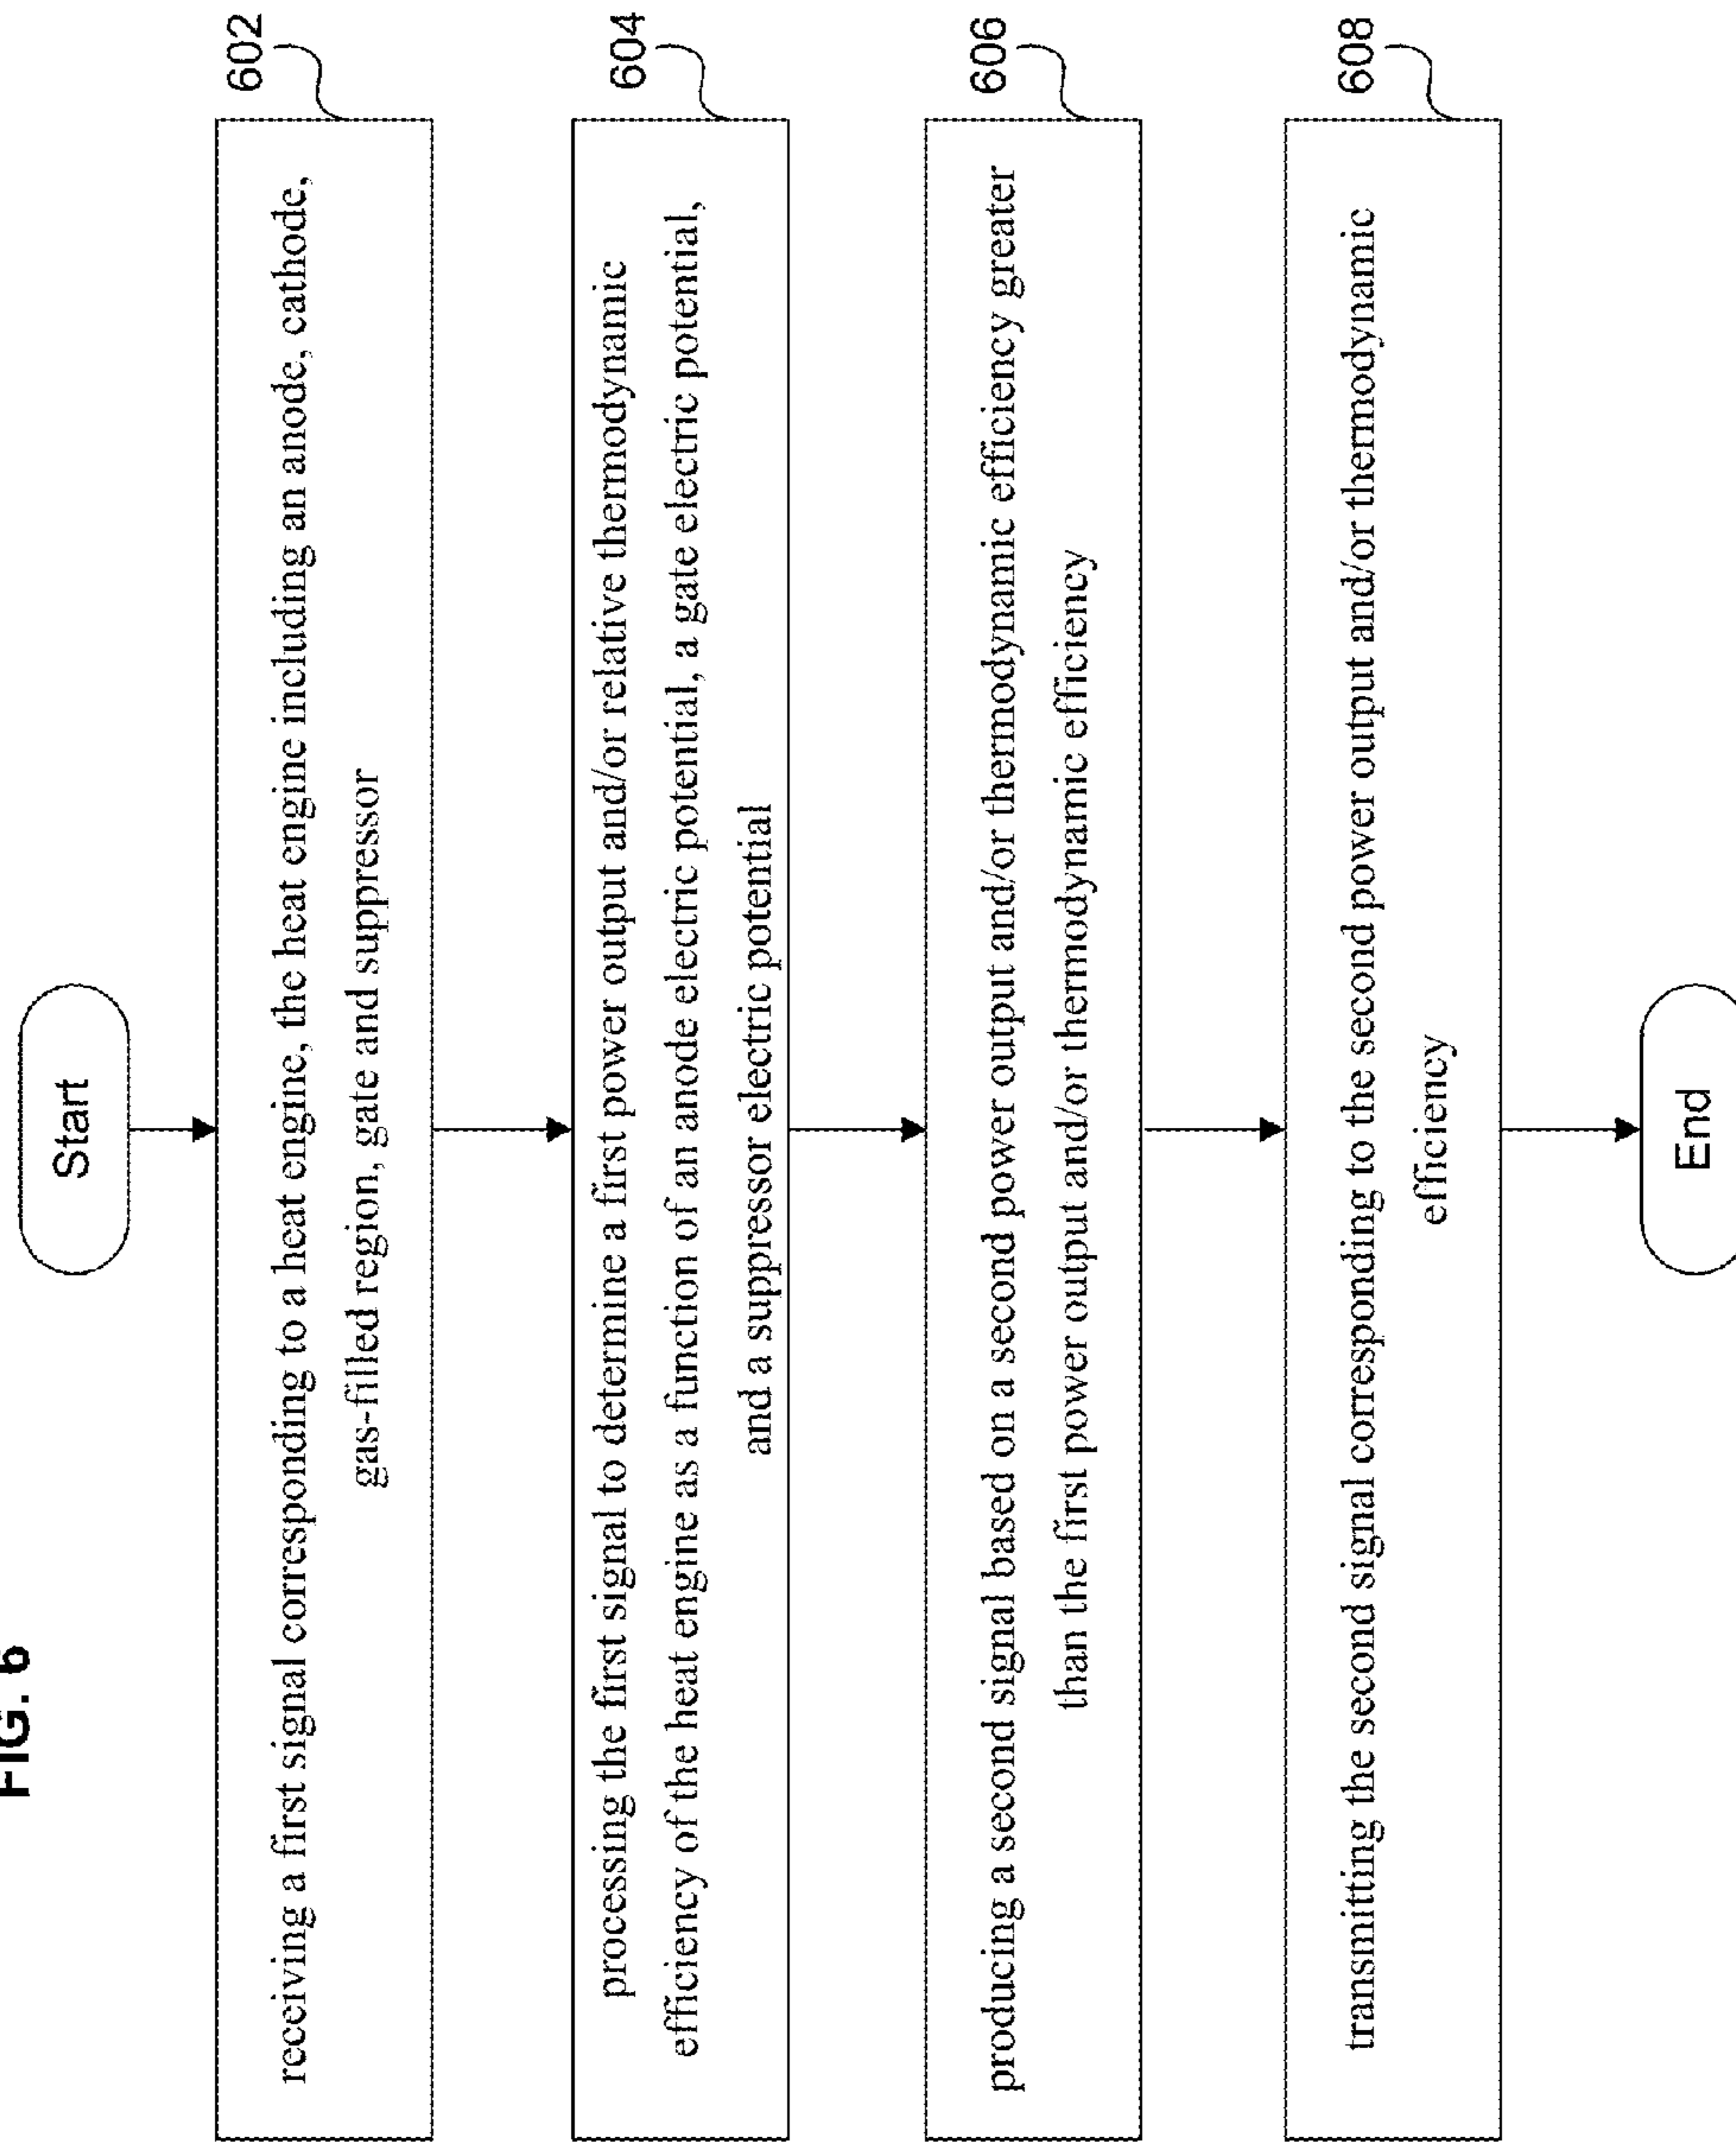 FIG. 6
Start
602
receiving a first signal corresponding to a heat engine, the heat engine including an anode, cathode,
gas-filled region, gate and suppressor
604
processing the first signal to determine a first power output and/or relative thermodynamic
efficiency of the heat engine as a function of an anode electric potential, a gate electric potential,
and a suppressor electric potential
606
producing a second signal based on a second power output and/or thermodynamic efficiency greater
than the first power output and/or thermodynamic efficiency
608
transmitting the second signal corresponding to the second power output and/or thermodynamic
efficiency
End